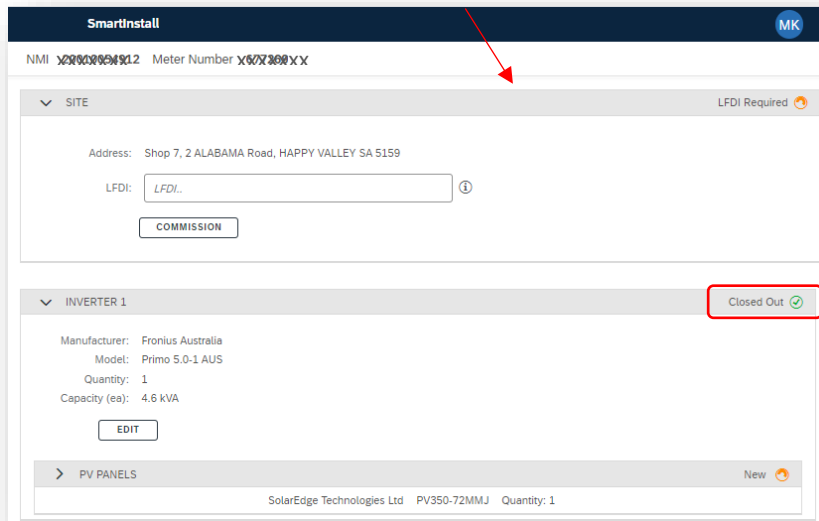 SmartInstall MK
NMI Meter Number
SITE LFDI Required
Address: Shop 7, 2 ALABAMA Road, HAPPY VALLEY SA 5159
LFDI: LFDI..
COMMISSION
INVERTER 1 Closed Out
Manufacturer: Fronius Australia
Model: Primo 5.0-1 AUS
Quantity: 1
Capacity (ea): 4.6 kVA
EDIT
PV PANELS New
SolarEdge Technologies Ltd PV350-72MMJ Quantity: 1